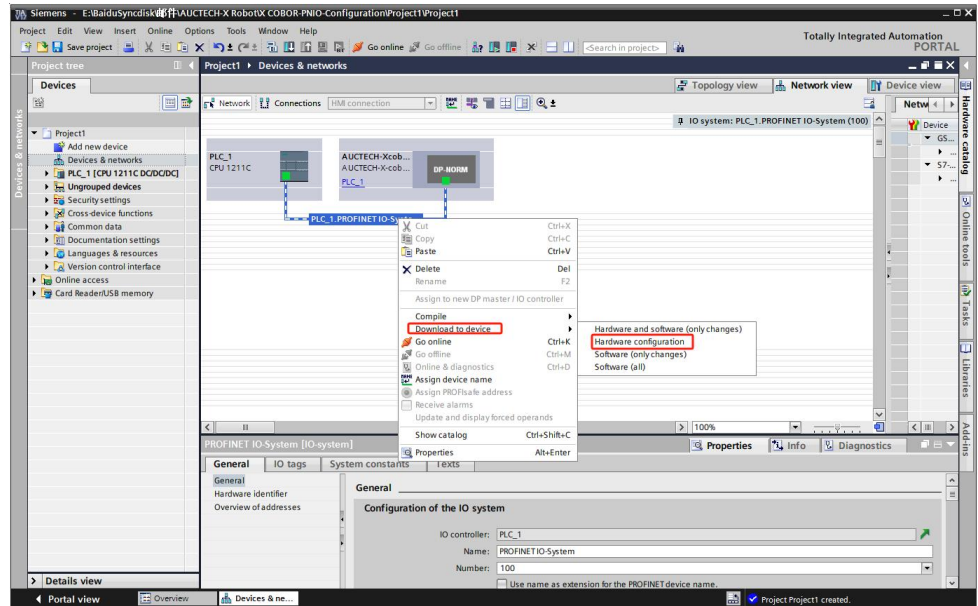 Siemens - E:\BaiduSyncdisk\邮件\AUCTECH-X Robot\X COBOR-PNIO-Configuration\Project1\Project1
Project Edit View Insert Online Options Tools Window Help
Totally Integrated Automation
PORTAL
Save project
Go online
Go offline
<Search in project>
Project tree
Project1 ▸ Devices & networks
Devices
Topology view
Network view
Device view
Network
Connections
HMI connection
Netw
IO system: PLC_1.PROFINET IO-System (100)
Device
GS...
...
S7-...
...
Project1
Add new device
Devices & networks
PLC_1 [CPU 1211C DC/DC/DC]
Ungrouped devices
Security settings
Cross-device functions
Common data
Documentation settings
Languages & resources
Version control interface
Online access
Card Reader/USB memory
Devices & networks
PLC_1
CPU 1211C
AUCTECH-Xcob...
AUCTECH-X-cob...
DP-NORM
PLC_1
PLC_1.PROFINET IO-Syste...
Cut Ctrl+X
Copy Ctrl+C
Paste Ctrl+V
Delete Del
Rename F2
Assign to new DP master / IO controller
Compile
Download to device
Go online Ctrl+K
Go offline Ctrl+M
Online & diagnostics Ctrl+D
Assign device name
Assign PROFIsafe address
Receive alarms
Update and display forced operands
Show catalog Ctrl+Shift+C
Properties Alt+Enter
Hardware and software (only changes)
Hardware configuration
Software (only changes)
Software (all)
Hardware catalog
Online tools
Tasks
Libraries
Add-ins
100%
PROFINET IO-System [IO-system]
Properties
Info
Diagnostics
General
IO tags
System constants
Texts
General
Hardware identifier
Overview of addresses
General
Configuration of the IO system
IO controller: PLC_1
Name: PROFINET IO-System
Number: 100
Use name as extension for the PROFINET device name.
Details view
Portal view
Overview
Devices & ne...
Project Project1 created.